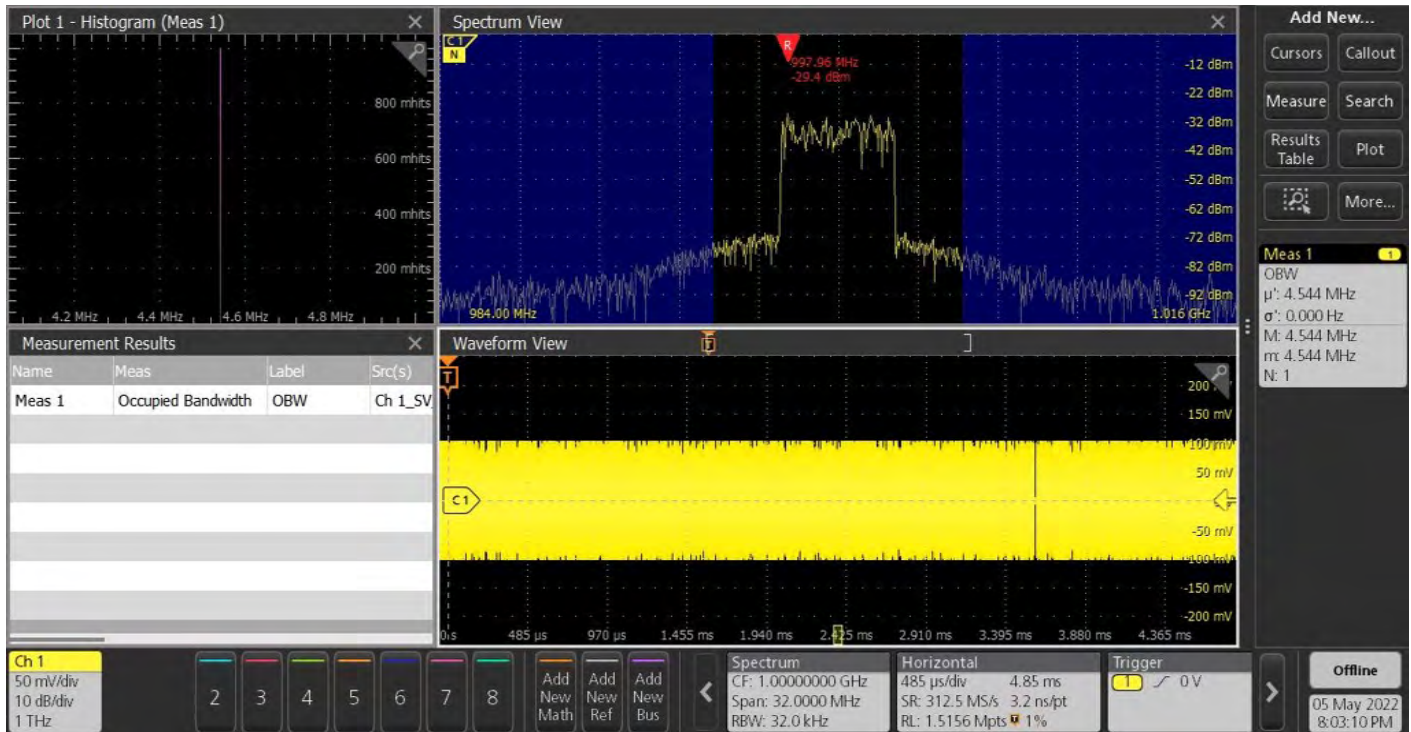 Plot 1 - Histogram (Meas 1)
800 mhits
600 mhits
400 mhits
200 mhits
4.2 MHz 4.4 MHz 4.6 MHz 4.8 MHz
Spectrum View
C1
N
R
997.96 MHz
-29.4 dBm
-12 dBm
-22 dBm
-32 dBm
-42 dBm
-52 dBm
-62 dBm
-72 dBm
-82 dBm
-92 dBm
984.00 MHz 1.016 GHz
Measurement Results
Name Meas Label Src(s)
Meas 1 Occupied Bandwidth OBW Ch 1_SV
Waveform View
T
T
200
150 mV
100 mV
50 mV
C1
-50 mV
-100 mV
-150 mV
-200 mV
0 s 485 µs 970 µs 1.455 ms 1.940 ms 2.425 ms 2.910 ms 3.395 ms 3.880 ms 4.365 ms
Add New...
Cursors Callout
Measure Search
Results
Table
Plot
More...
Meas 1 1
OBW
µ': 4.544 MHz
σ': 0.000 Hz
M: 4.544 MHz
m: 4.544 MHz
N: 1
Ch 1
50 mV/div
10 dB/div
1 THz
2 3 4 5 6 7 8
Add
New
Math
Add
New
Ref
Add
New
Bus
Spectrum
CF: 1.00000000 GHz
Span: 32.0000 MHz
RBW: 32.0 kHz
Horizontal
485 µs/div 4.85 ms
SR: 312.5 MS/s 3.2 ns/pt
RL: 1.5156 Mpts 1%
Trigger
1 0 V
Offline
05 May 2022
8:03:10 PM